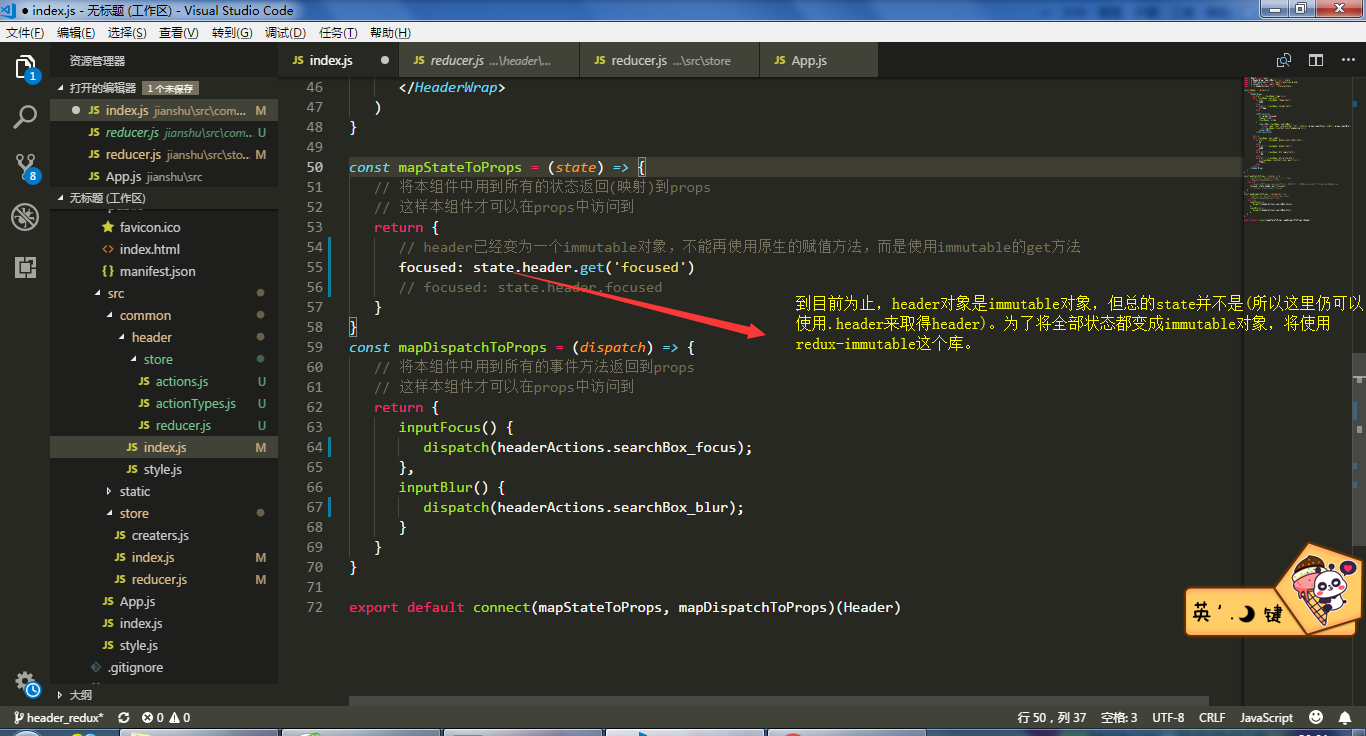 ● index.js - 无标题 (工作区) - Visual Studio Code
文件(F) 编辑(E) 选择(S) 查看(V) 转到(G) 调试(D) 任务(T) 帮助(H)
资源管理器
JS index.js ●
JS reducer.js ...\header\...
JS reducer.js ...\src\store
JS App.js
打开的编辑器 1 个未保存
● JS index.js jianshu\src\com... M
JS reducer.js jianshu\src\com... U
JS reducer.js jianshu\src\sto... M
JS App.js jianshu\src
无标题 (工作区)
public
favicon.ico
<> index.html
{} manifest.json
src
common
header
store
JS actions.js U
JS actionTypes.js U
JS reducer.js U
JS index.js M
JS style.js
static
store
JS creaters.js
JS index.js M
JS reducer.js M
JS App.js
JS index.js
JS style.js
.gitignore
大纲
1
8
46 </HeaderWrap>
47 )
48 }
49
50 const mapStateToProps = (state) => {
51 // 将本组件中用到所有的状态返回(映射)到props
52 // 这样本组件才可以在props中访问到
53 return {
54 // header已经变为一个immutable对象，不能再使用原生的赋值方法，而是使用immutable的get方法
55 focused: state.header.get('focused')
56 // focused: state.header.focused
57 }
58 }
59 const mapDispatchToProps = (dispatch) => {
60 // 将本组件中用到所有的事件方法返回到props
61 // 这样本组件才可以在props中访问到
62 return {
63 inputFocus() {
64 dispatch(headerActions.searchBox_focus);
65 },
66 inputBlur() {
67 dispatch(headerActions.searchBox_blur);
68 }
69 }
70 }
71
72 export default connect(mapStateToProps, mapDispatchToProps)(Header)
到目前为止，header对象是immutable对象，但总的state并不是(所以这里仍可以
使用.header来取得header)。为了将全部状态都变成immutable对象，将使用
redux-immutable这个库。
英 ' . 键
header_redux* 0 0 行 50，列 37 空格: 3 UTF-8 CRLF JavaScript